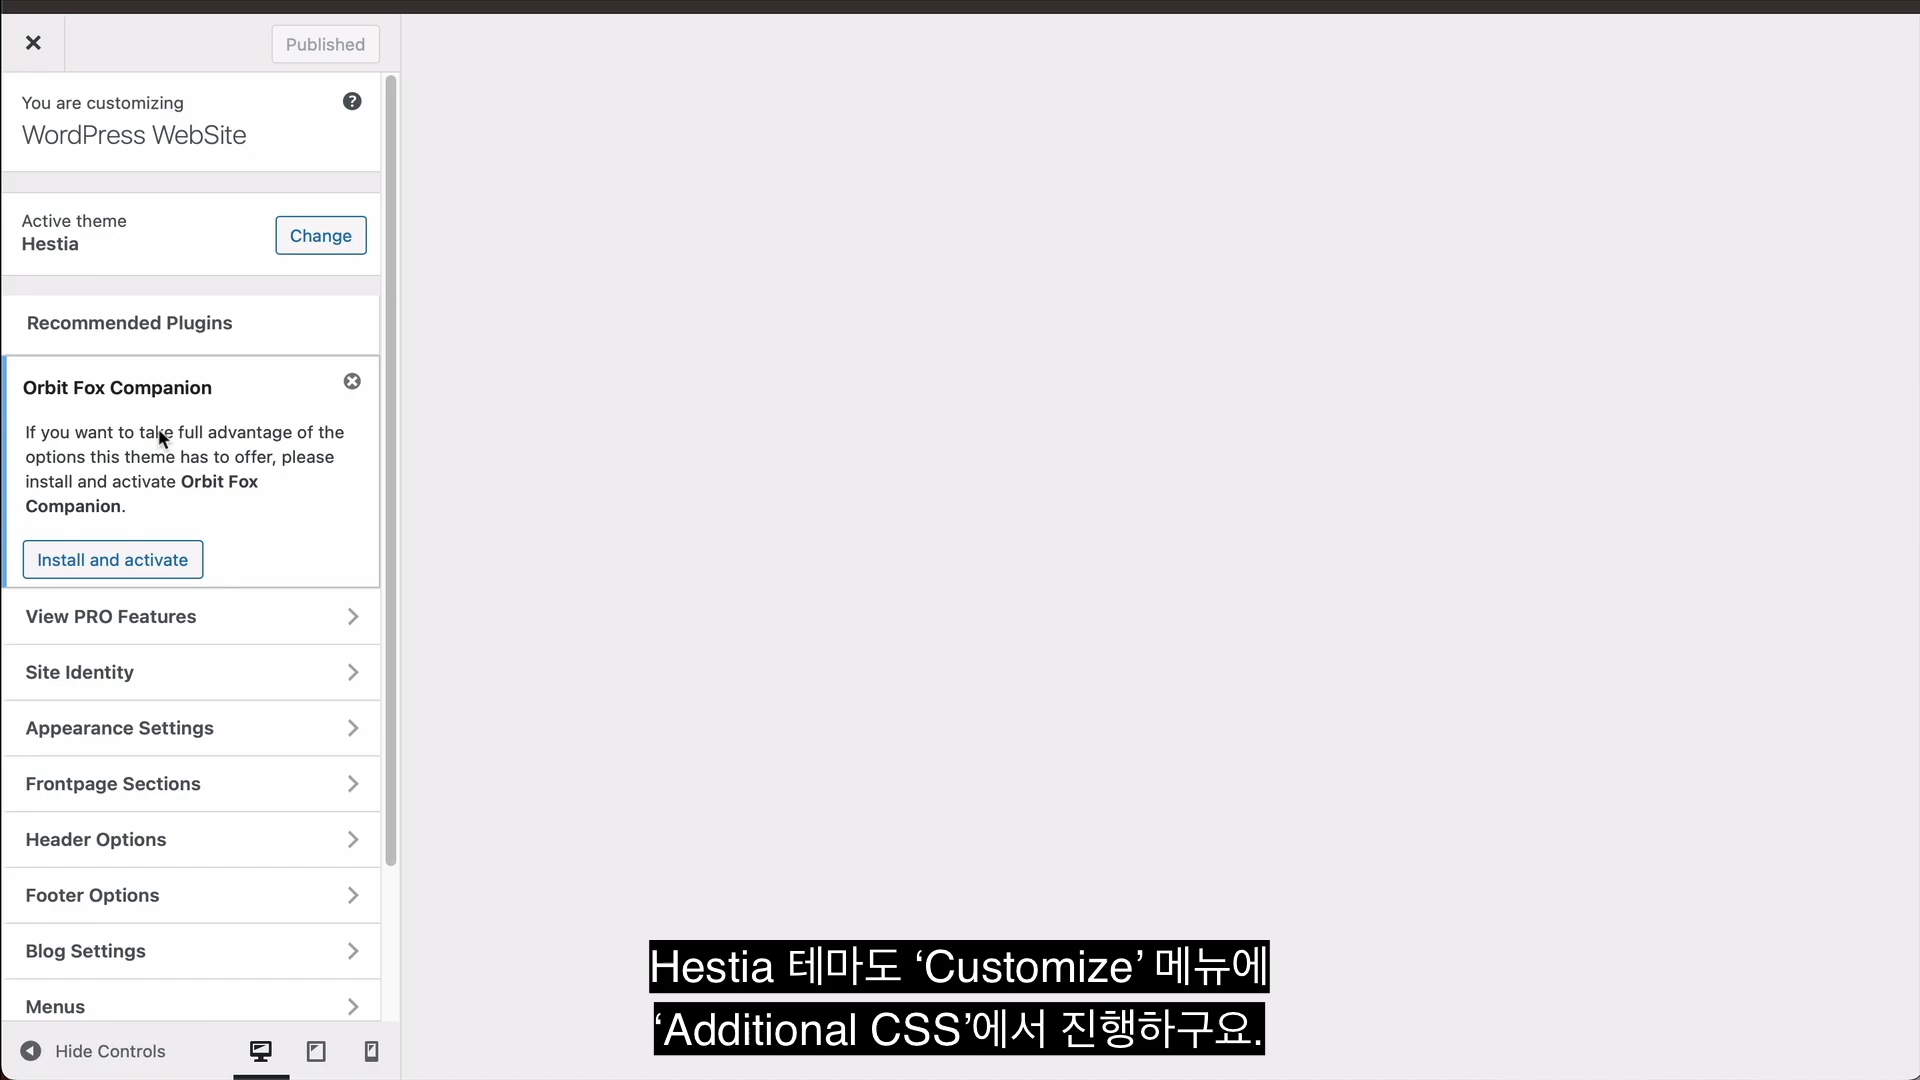 Published
You are customizing
WordPress WebSite
Active theme
Hestia
Change
Recommended Plugins
Orbit Fox Companion
If you want to take full advantage of the
options this theme has to offer, please
install and activate Orbit Fox
Companion.
Install and activate
View PRO Features
Site Identity
Appearance Settings
Frontpage Sections
Header Options
Footer Options
Blog Settings
Menus
Hide Controls
Hestia 테마도 ‘Customize’ 메뉴에
‘Additional CSS’에서 진행하구요.